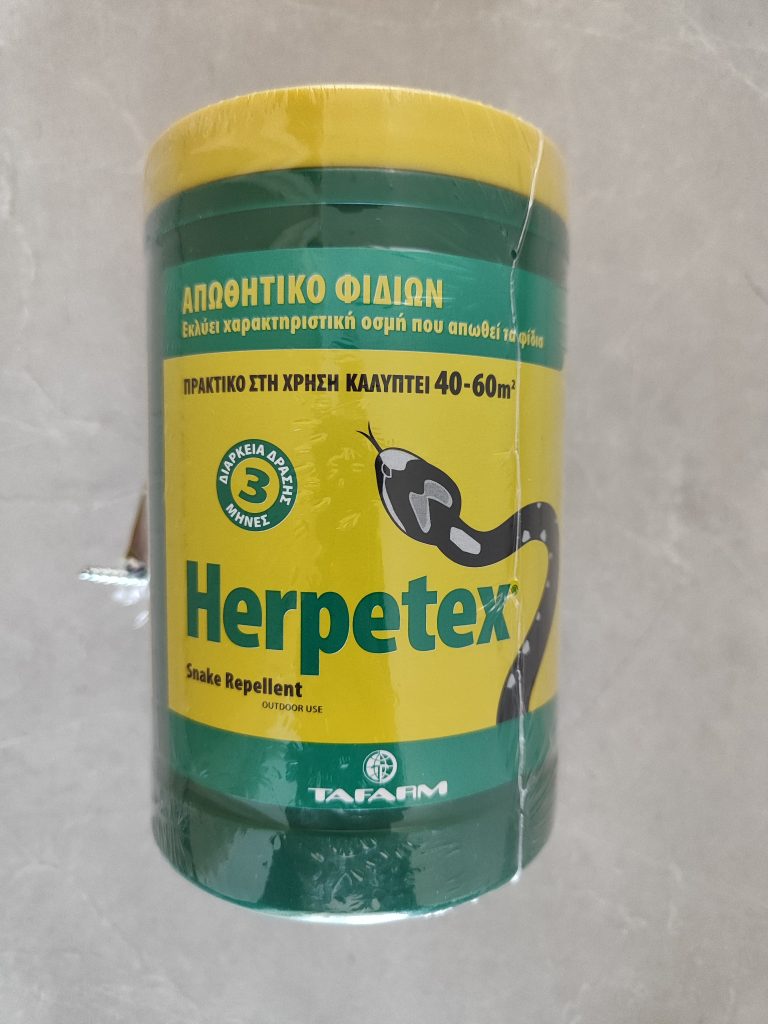 ΑΠΩΘΗΤΙΚΟ ΦΙΔΙΩΝ
Εκλύει χαρακτηριστική οσμή που απωθεί τα φίδια
ΠΡΑΚΤΙΚΟ ΣΤΗ ΧΡΗΣΗ ΚΑΛΥΠΤΕΙ 40-60m²
ΔΙΑΡΚΕΙΑ ΔΡΑΣΗΣ
3
ΜΗΝΕΣ
Herpetex®
Snake Repellent
OUTDOOR USE
TAFARM